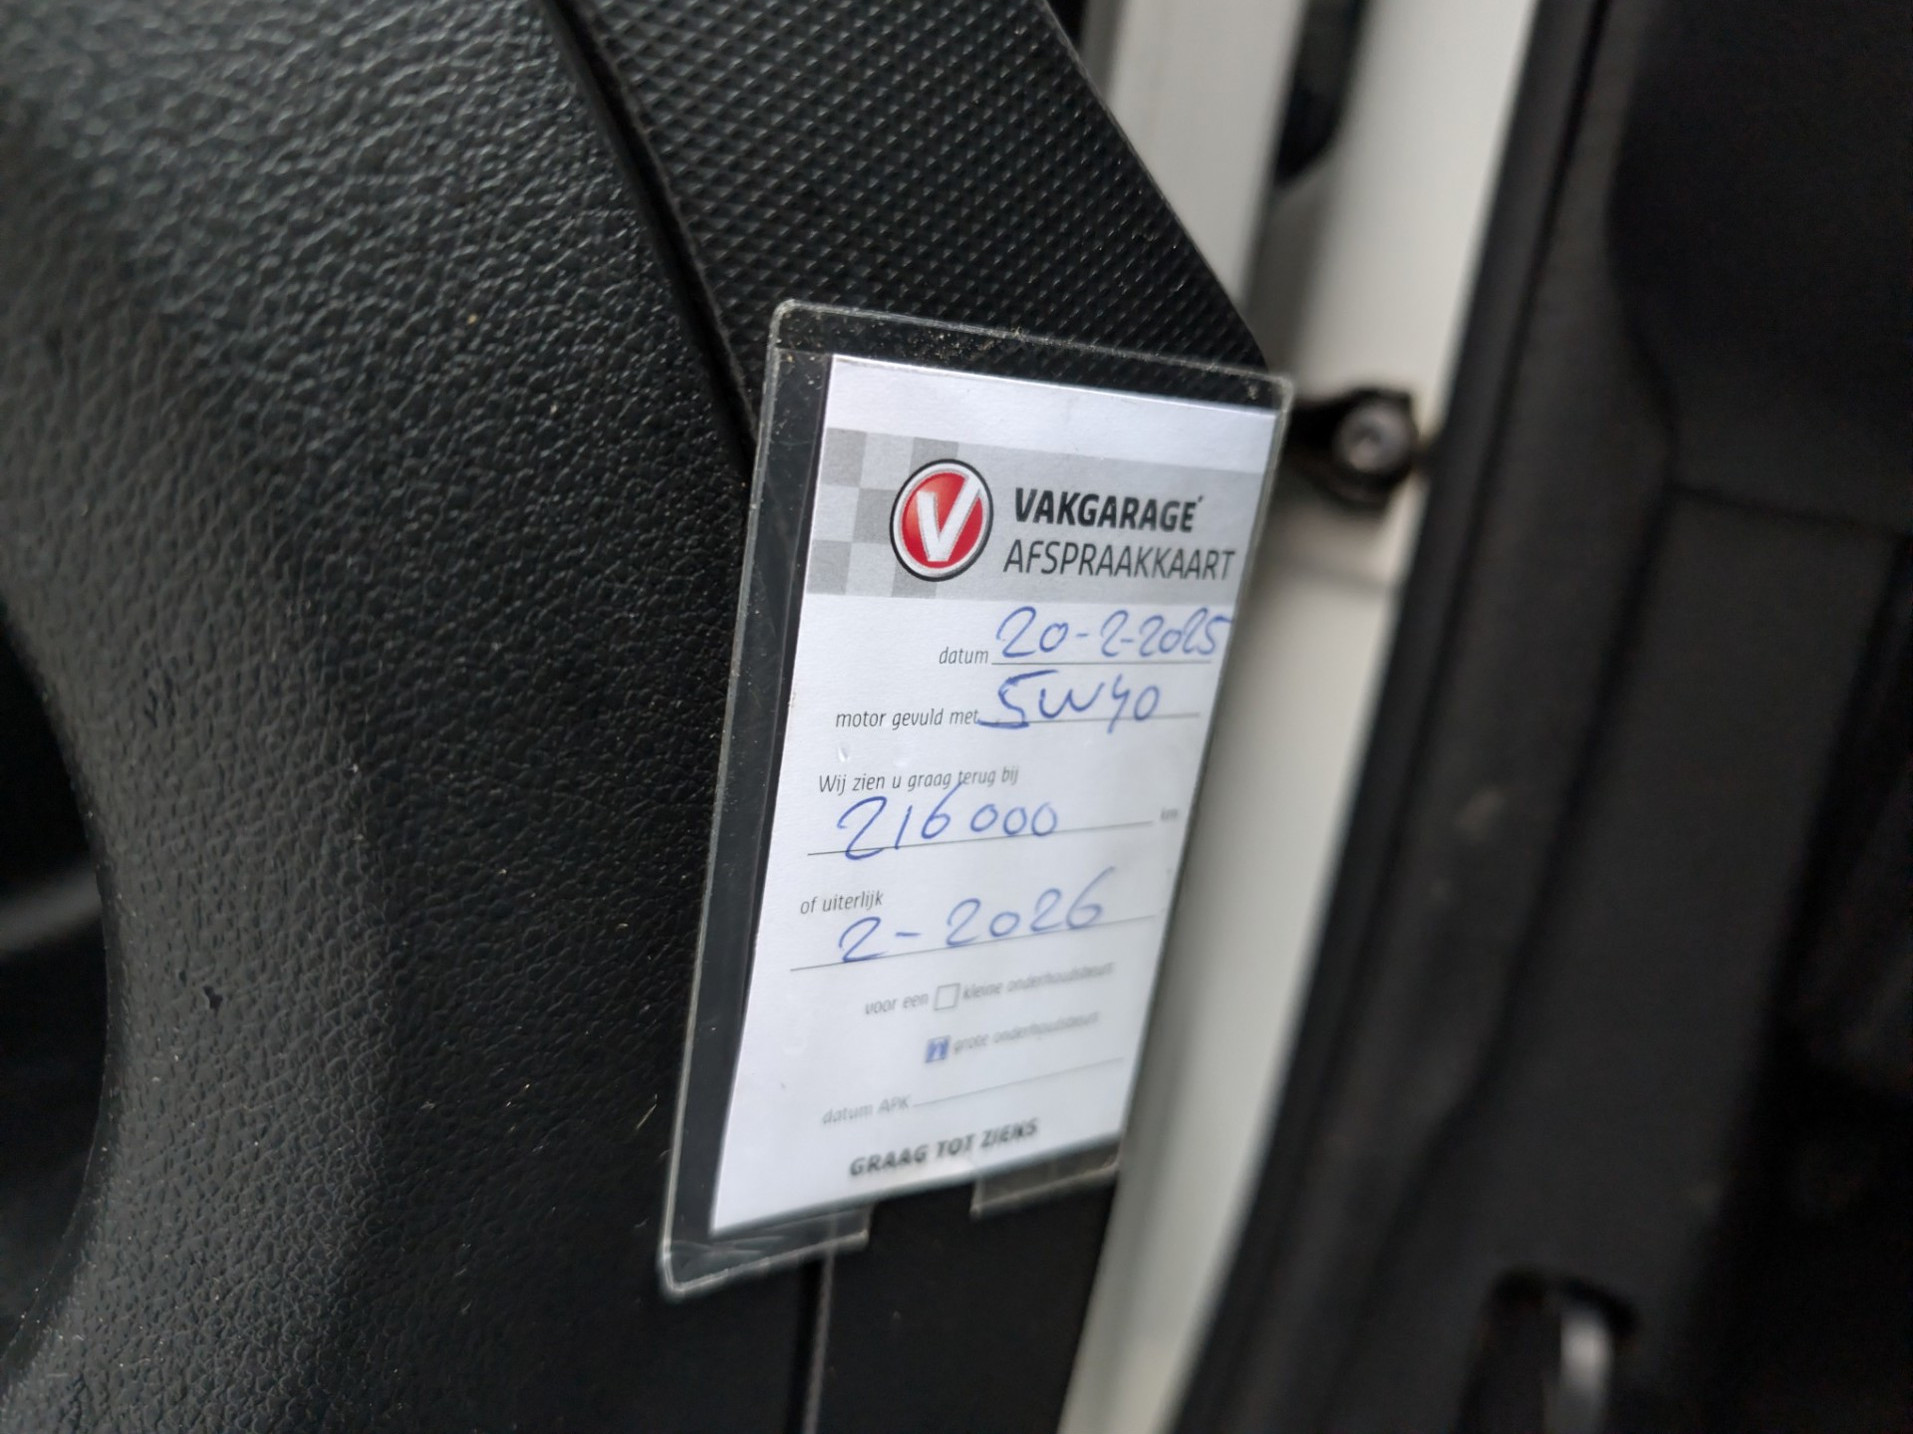 VAKGARAGE
AFSPRAAKKAART
datum 20-2-2025
motor gevuld met 5W40
Wij zien u graag terug bij
216000 km
of uiterlijk
2-2026
voor een kleine onderhoudsbeurt
grote onderhoudsbeurt
datum APK
GRAAG TOT ZIENS